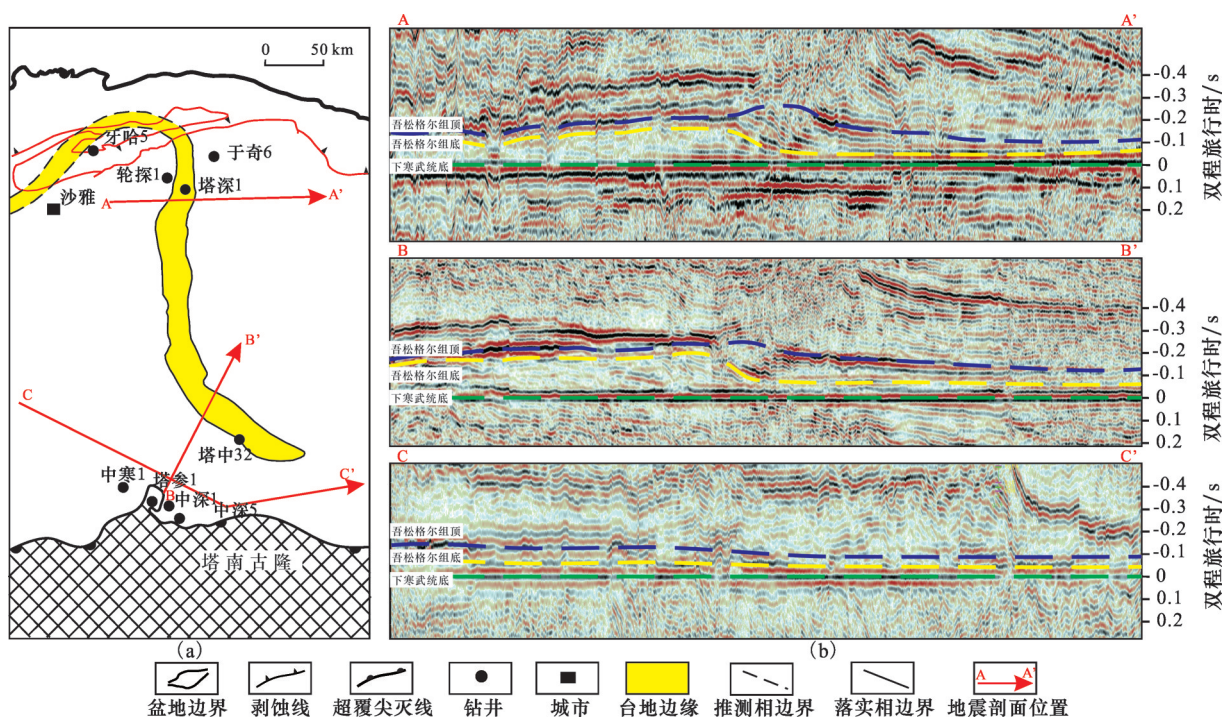 0 50 km
牙哈5
于奇6
轮探1
塔深1
沙雅
A A'
B'
C
塔中32
中寒1
塔参1
C'
B
中深1
中深5
塔南古隆
(a)
A A'
吾松格尔组顶
吾松格尔组底
下寒武统底
-0.4
-0.3
-0.2
-0.1
0
0.1
0.2
双程旅行时/s
B B'
吾松格尔组顶
吾松格尔组底
下寒武统底
-0.4
-0.3
-0.2
-0.1
0
0.1
0.2
双程旅行时/s
C C'
吾松格尔组顶
吾松格尔组底
下寒武统底
-0.4
-0.3
-0.2
-0.1
0
0.1
0.2
双程旅行时/s
(b)
A A'
盆地边界 剥蚀线 超覆尖灭线 钻井 城市 台地边缘 推测相边界 落实相边界 地震剖面位置